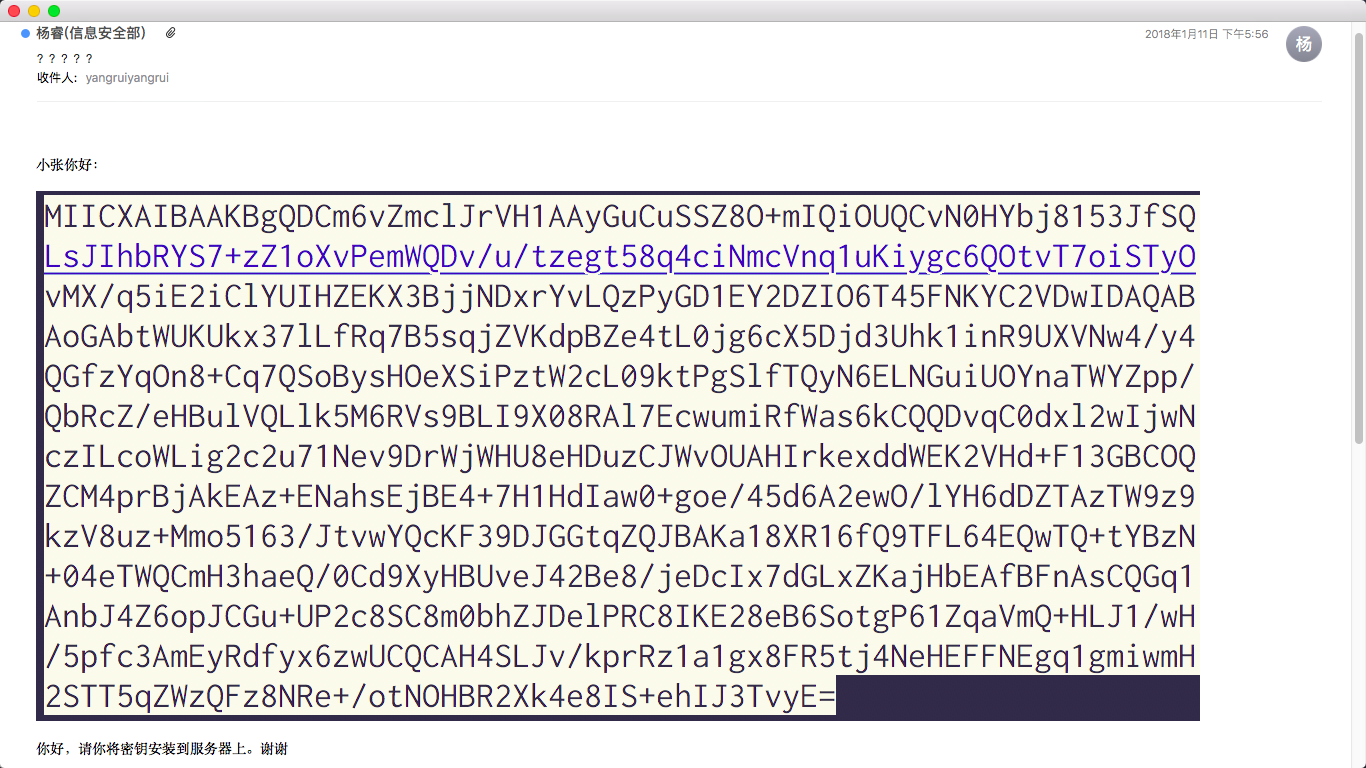 杨睿(信息安全部)
2018年1月11日 下午5:56
杨
? ? ? ? ?
收件人: yangruiyangrui
小张你好:
MIICXAIBAAKBgQDCm6vZmclJrVH1AAyGuCuSSZ8O+mIQiOUQCvN0HYbj8153JfSQ
LsJIhbRYS7+zZ1oXvPemWQDv/u/tzegt58q4ciNmcVnq1uKiygc6QOtvT7oiSTyO
vMX/q5iE2iClYUIHZEKX3BjjNDxrYvLQzPyGD1EY2DZIO6T45FNKYC2VDwIDAQAB
AoGAbtWUKUkx37lLfRq7B5sqjZVKdpBZe4tL0jg6cX5Djd3Uhk1inR9UXVNw4/y4
QGfzYqOn8+Cq7QSoBysHOeXSiPztW2cL09ktPgSlfTQyN6ELNGuiUOYnaTWYZpp/
QbRcZ/eHBulVQLlk5M6RVs9BLI9X08RAl7EcwumiRfWas6kCQQDvqC0dxl2wIjwN
czILcoWLig2c2u71Nev9DrWjWHU8eHDuzCJWvOUAHIrkexddWEK2VHd+F13GBCOQ
ZCM4prBjAkEAz+ENahsEjBE4+7H1HdIaw0+goe/45d6A2ewO/lYH6dDZTAzTW9z9
kzV8uz+Mmo5163/JtvwYQcKF39DJGGtqZQJBAKa18XR16fQ9TFL64EQwTQ+tYBzN
+04eTWQCmH3haeQ/0Cd9XyHBUveJ42Be8/jeDcIx7dGLxZKajHbEAfBFnAsCQGq1
AnbJ4Z6opJCGu+UP2c8SC8m0bhZJDelPRC8IKE28eB6SotgP61ZqaVmQ+HLJ1/wH
/5pfc3AmEyRdfyx6zwUCQCAH4SLJv/kprRz1a1gx8FR5tj4NeHEFFNEgq1gmiwmH
2STT5qZWzQFz8NRe+/otNOHBR2Xk4e8IS+ehIJ3TvyE=
你好，请你将密钥安装到服务器上。谢谢